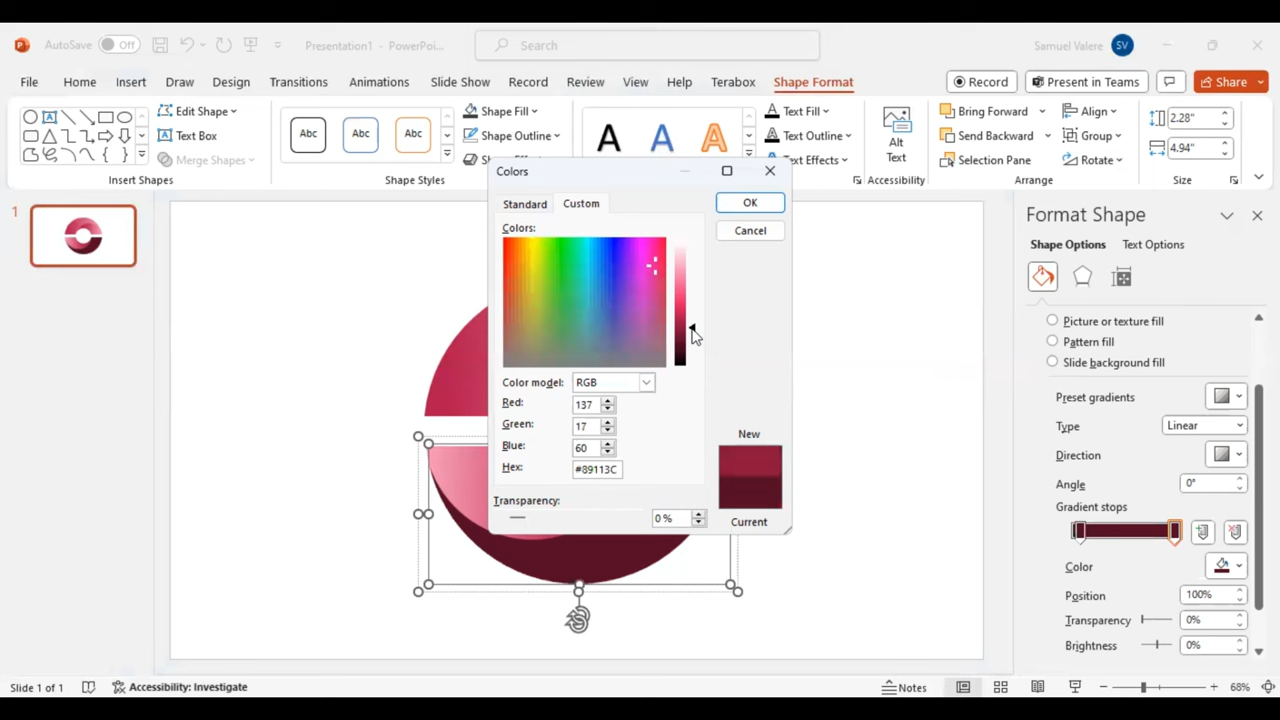 AutoSave Off Presentation1 - PowerPoi... Search Samuel Valere SV
File Home Insert Draw Design Transitions Animations Slide Show Record Review View Help Terabox Shape Format Record Present in Teams Share
Edit Shape Shape Fill Text Fill Bring Forward Align 2.28"
Text Box Abc Abc Abc Shape Outline A A A Text Outline Alt Text Send Backward Group 4.94"
Merge Shapes Text Effects Selection Pane Rotate
Insert Shapes Shape Styles Accessibility Arrange Size
1
Colors
Standard Custom OK
Colors: Cancel
Color model: RGB
Red: 137
Green: 17
Blue: 60
Hex: #89113C
Transparency: 0 %
New
Current
Format Shape
Shape Options Text Options
Picture or texture fill
Pattern fill
Slide background fill
Preset gradients
Type Linear
Direction
Angle 0°
Gradient stops
Color
Position 100%
Transparency 0%
Brightness 0%
Slide 1 of 1 Accessibility: Investigate Notes 68%